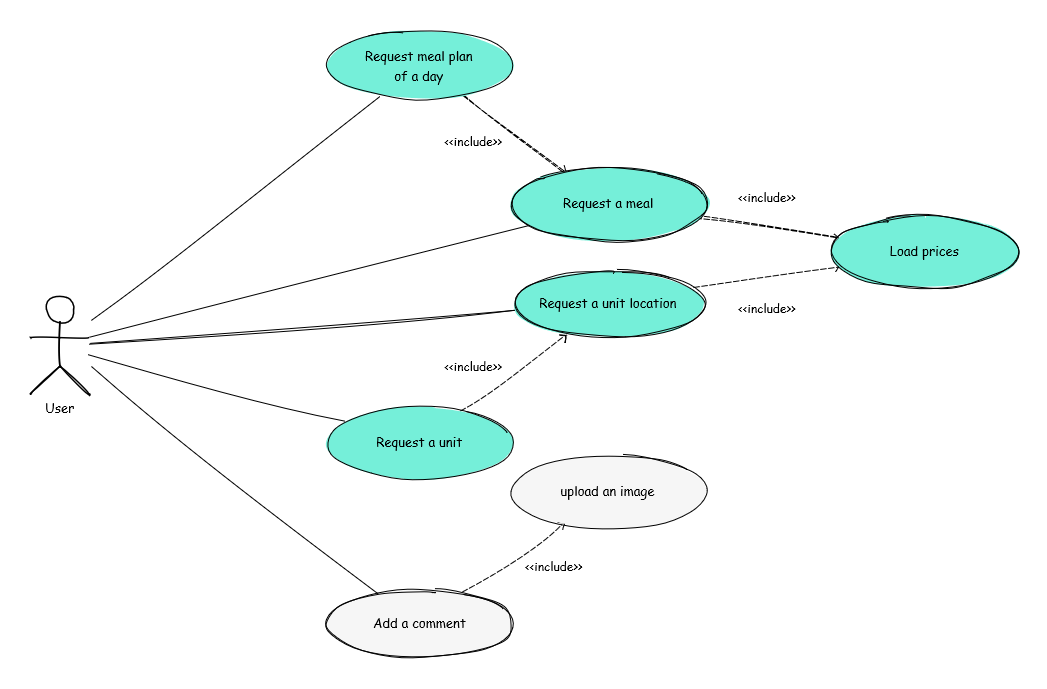 Request meal plan
of a day
<<include>>
Request a meal
<<include>>
Load prices
Request a unit location
<<include>>
<<include>>
User
Request a unit
upload an image
<<include>>
Add a comment